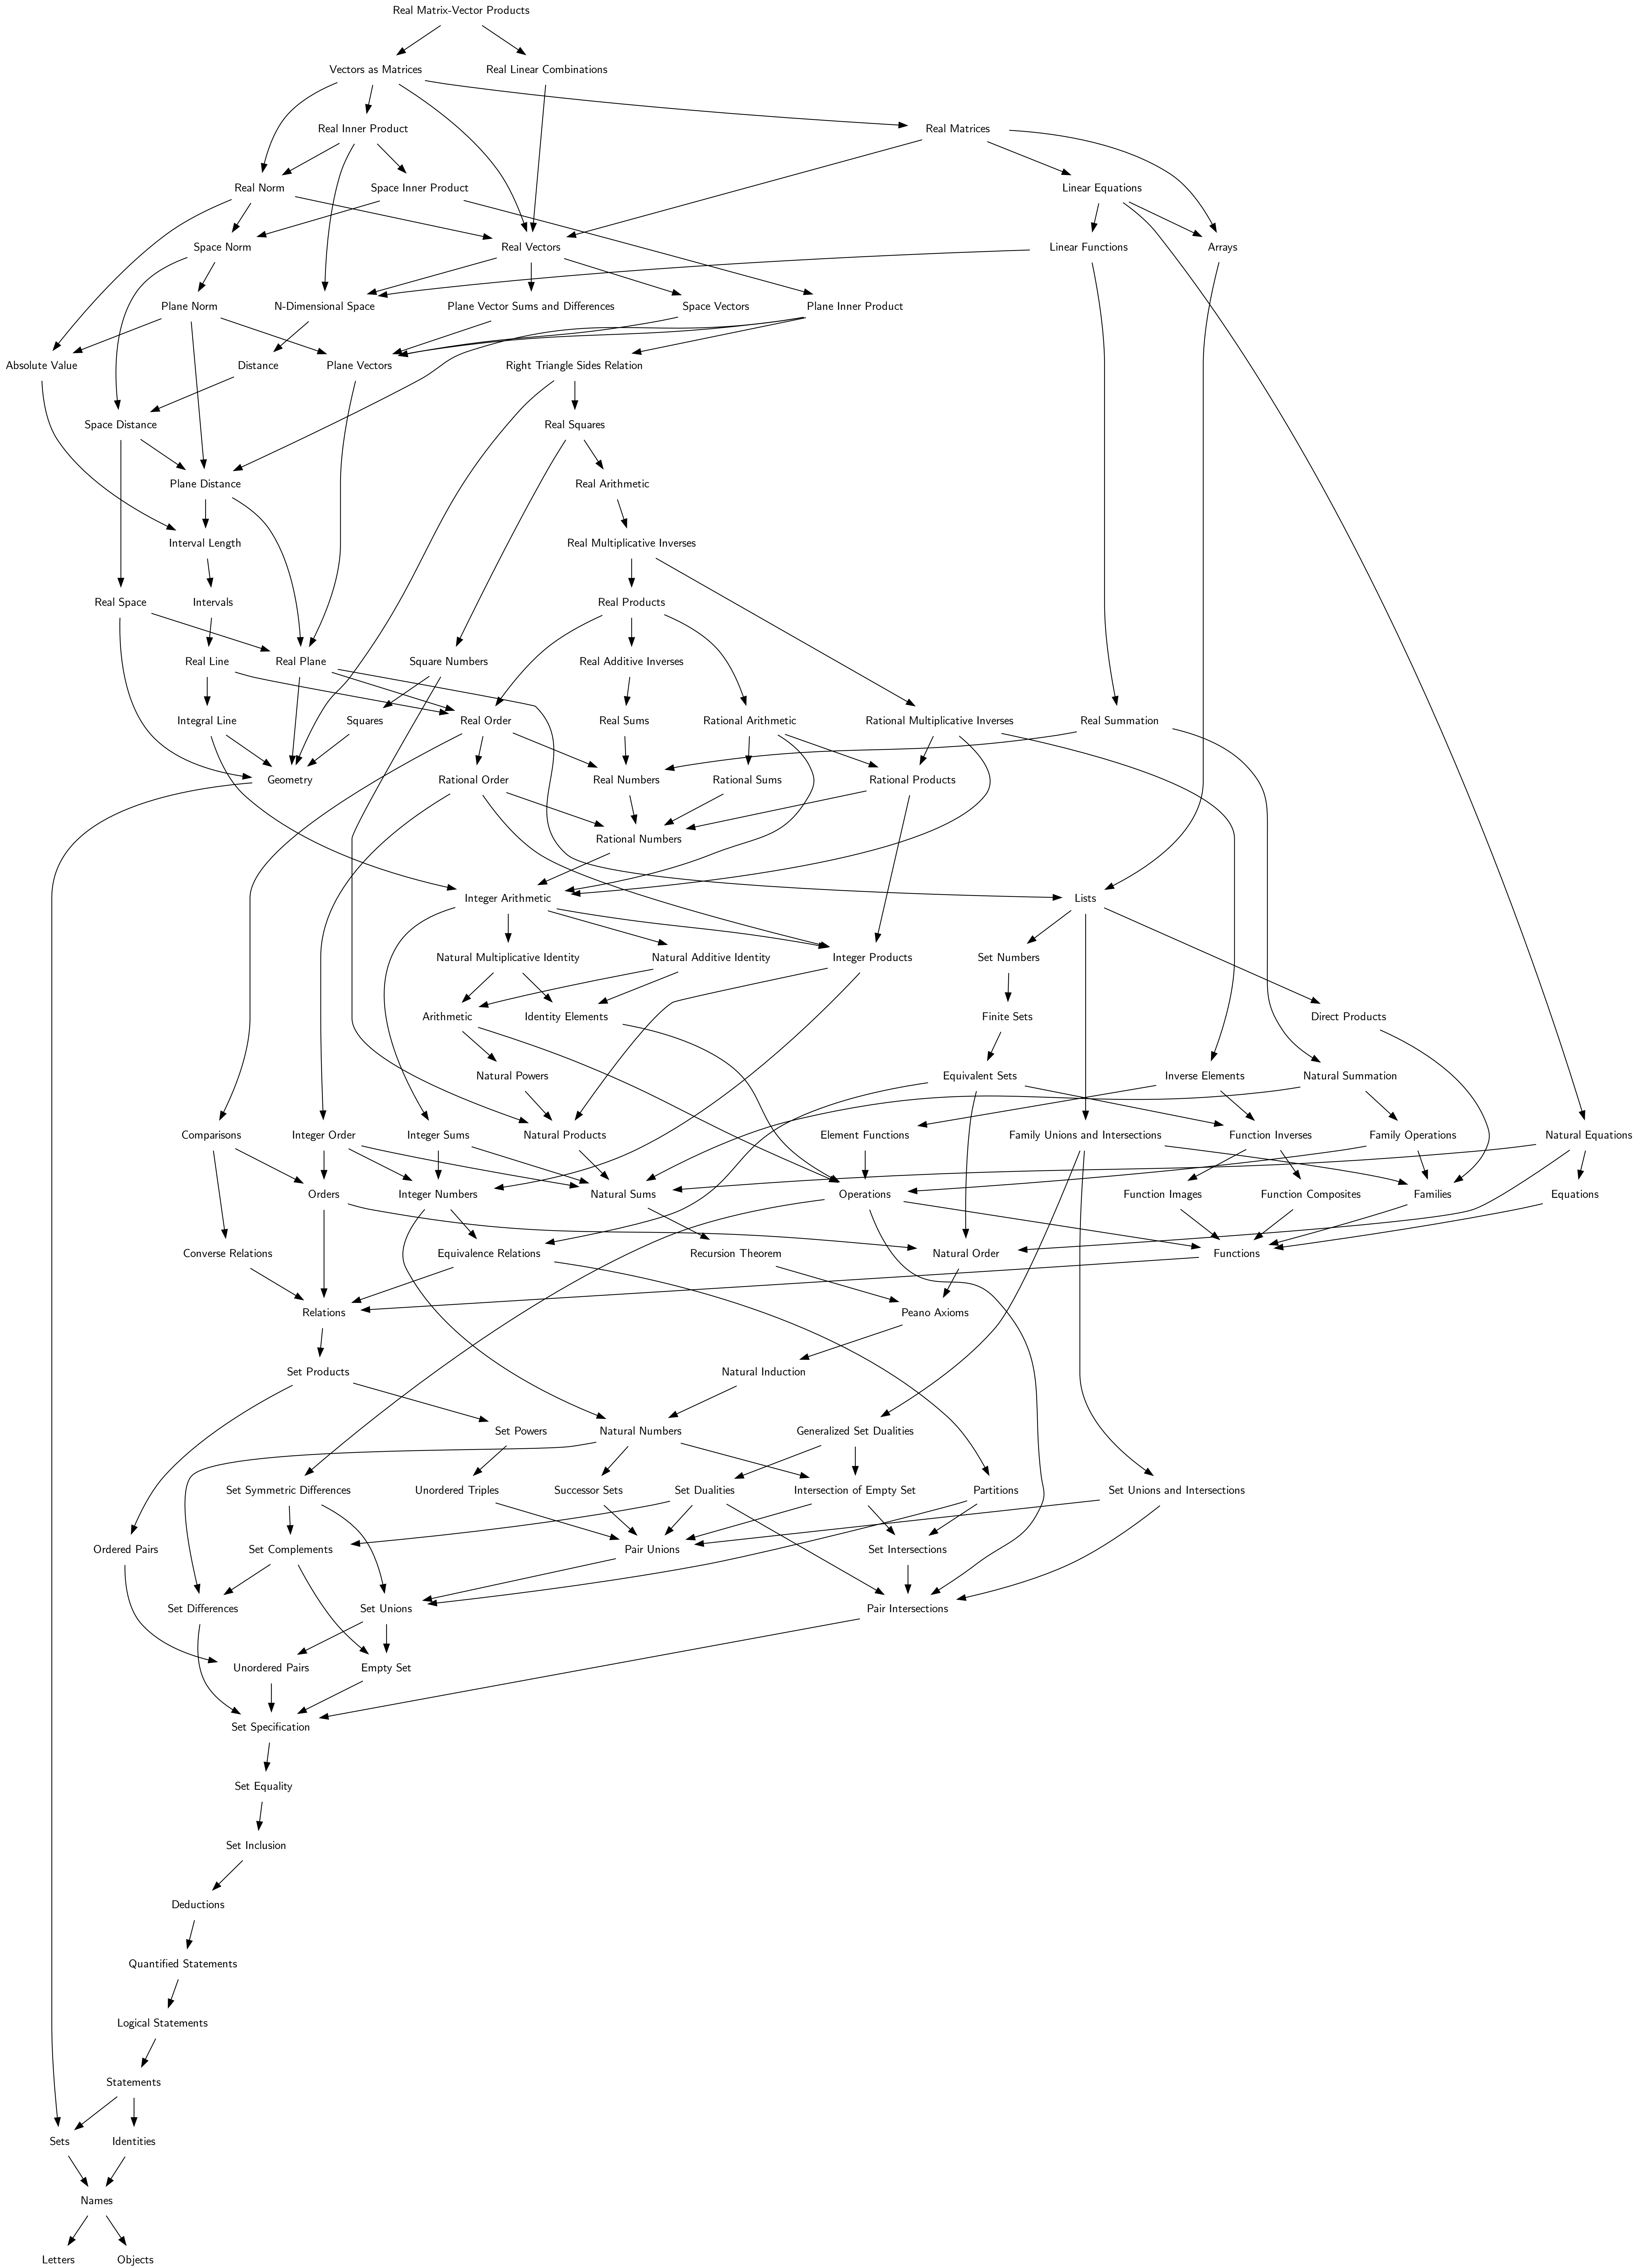 Real Matrix-Vector Products
Vectors as Matrices
Real Linear Combinations
Real Inner Product
Real Matrices
Real Norm
Space Inner Product
Linear Equations
Space Norm
Real Vectors
Linear Functions
Arrays
Plane Norm
N-Dimensional Space
Plane Vector Sums and Differences
Space Vectors
Plane Inner Product
Absolute Value
Distance
Plane Vectors
Right Triangle Sides Relation
Space Distance
Real Squares
Plane Distance
Real Arithmetic
Interval Length
Real Multiplicative Inverses
Real Space
Intervals
Real Products
Real Line
Real Plane
Square Numbers
Real Additive Inverses
Integral Line
Squares
Real Order
Real Sums
Rational Arithmetic
Rational Multiplicative Inverses
Real Summation
Geometry
Rational Order
Real Numbers
Rational Sums
Rational Products
Rational Numbers
Integer Arithmetic
Lists
Natural Multiplicative Identity
Natural Additive Identity
Integer Products
Set Numbers
Arithmetic
Identity Elements
Finite Sets
Direct Products
Natural Powers
Equivalent Sets
Inverse Elements
Natural Summation
Comparisons
Integer Order
Integer Sums
Natural Products
Element Functions
Family Unions and Intersections
Function Inverses
Family Operations
Natural Equations
Orders
Integer Numbers
Natural Sums
Operations
Function Images
Function Composites
Families
Equations
Converse Relations
Equivalence Relations
Recursion Theorem
Natural Order
Functions
Relations
Peano Axioms
Set Products
Natural Induction
Set Powers
Natural Numbers
Generalized Set Dualities
Set Symmetric Differences
Unordered Triples
Successor Sets
Set Dualities
Intersection of Empty Set
Partitions
Set Unions and Intersections
Ordered Pairs
Set Complements
Pair Unions
Set Intersections
Set Differences
Set Unions
Pair Intersections
Unordered Pairs
Empty Set
Set Specification
Set Equality
Set Inclusion
Deductions
Quantified Statements
Logical Statements
Statements
Sets
Identities
Names
Letters
Objects